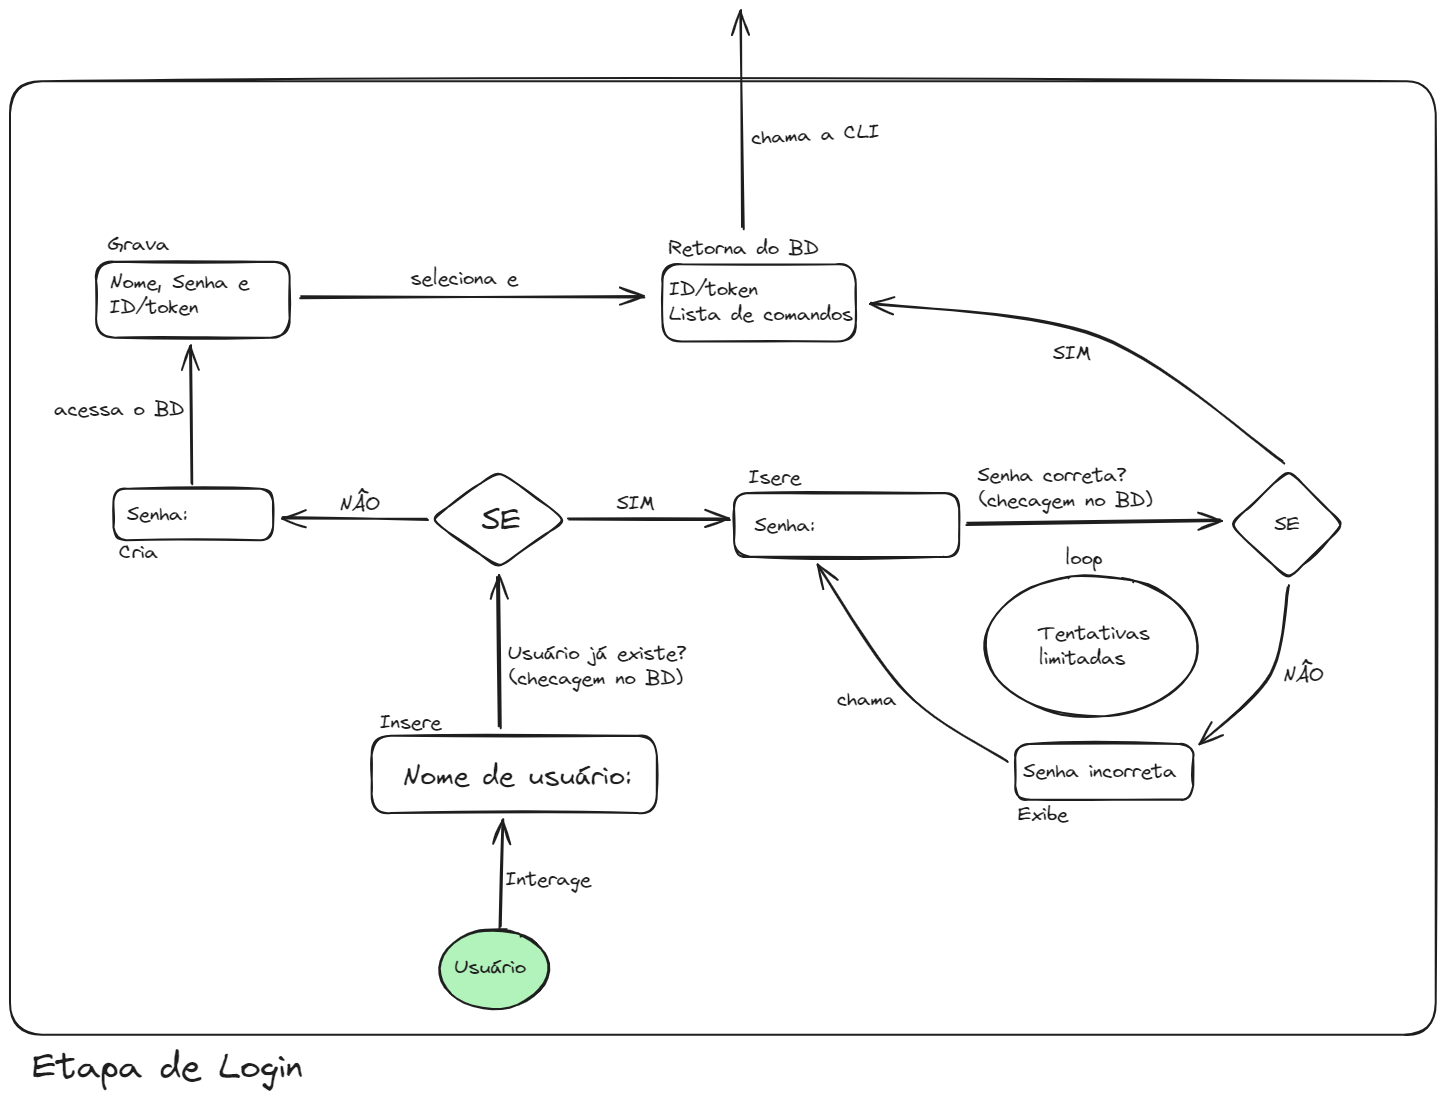 chama a CLI
Grava
Nome, Senha e
ID/token
seleciona e
Retorna do BD
ID/token
Lista de comandos
SIM
acessa o BD
Senha:
Cria
NÃO
SE
SIM
Isere
Senha:
Senha correta?
(checagem no BD)
SE
loop
Tentativas
limitadas
NÃO
Usuário já existe?
(checagem no BD)
chama
Insere
Nome de usuário:
Senha incorreta
Exibe
Interage
Usuário
Etapa de Login